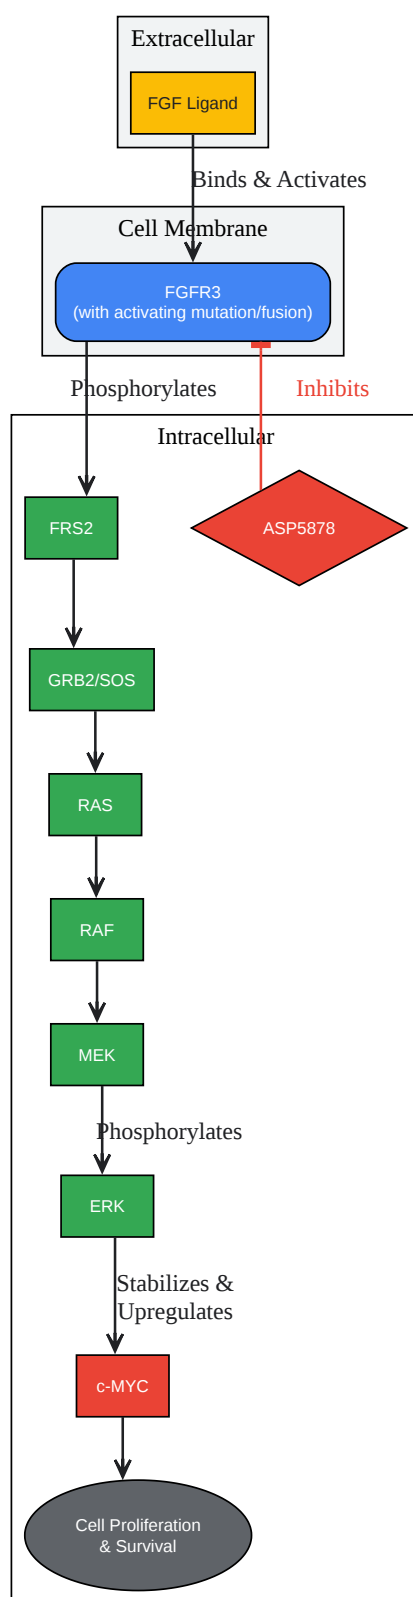 Extracellular
FGF Ligand
Binds & Activates
Cell Membrane
FGFR3
(with activating mutation/fusion)
Phosphorylates
Inhibits
Intracellular
FRS2
ASP5878
GRB2/SOS
RAS
RAF
MEK
Phosphorylates
ERK
Stabilizes &
Upregulates
c-MYC
Cell Proliferation
& Survival